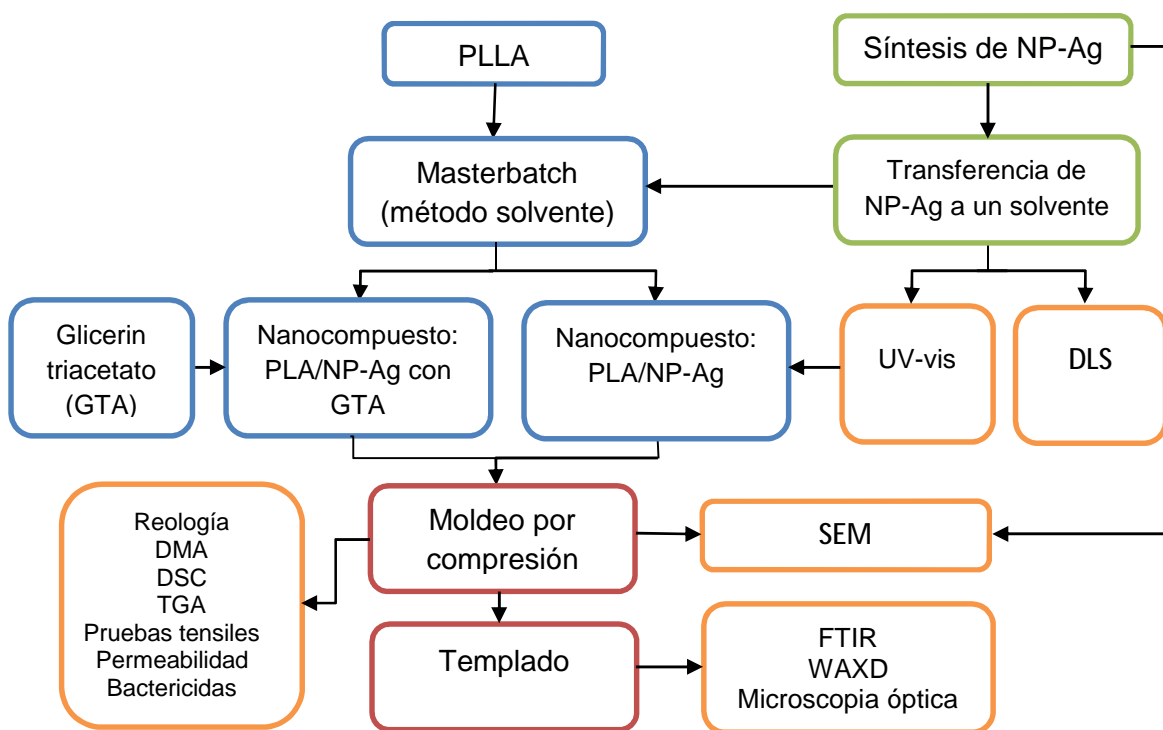 PLLA
Síntesis de NP-Ag
Masterbatch
(método solvente)
Transferencia de
NP-Ag a un solvente
Glicerin
triacetato
(GTA)
Nanocompuesto:
PLA/NP-Ag con
GTA
Nanocompuesto:
PLA/NP-Ag
UV-vis
DLS
Reología
DMA
DSC
TGA
Pruebas tensiles
Permeabilidad
Bactericidas
Moldeo por
compresión
SEM
Templado
FTIR
WAXD
Microscopia óptica